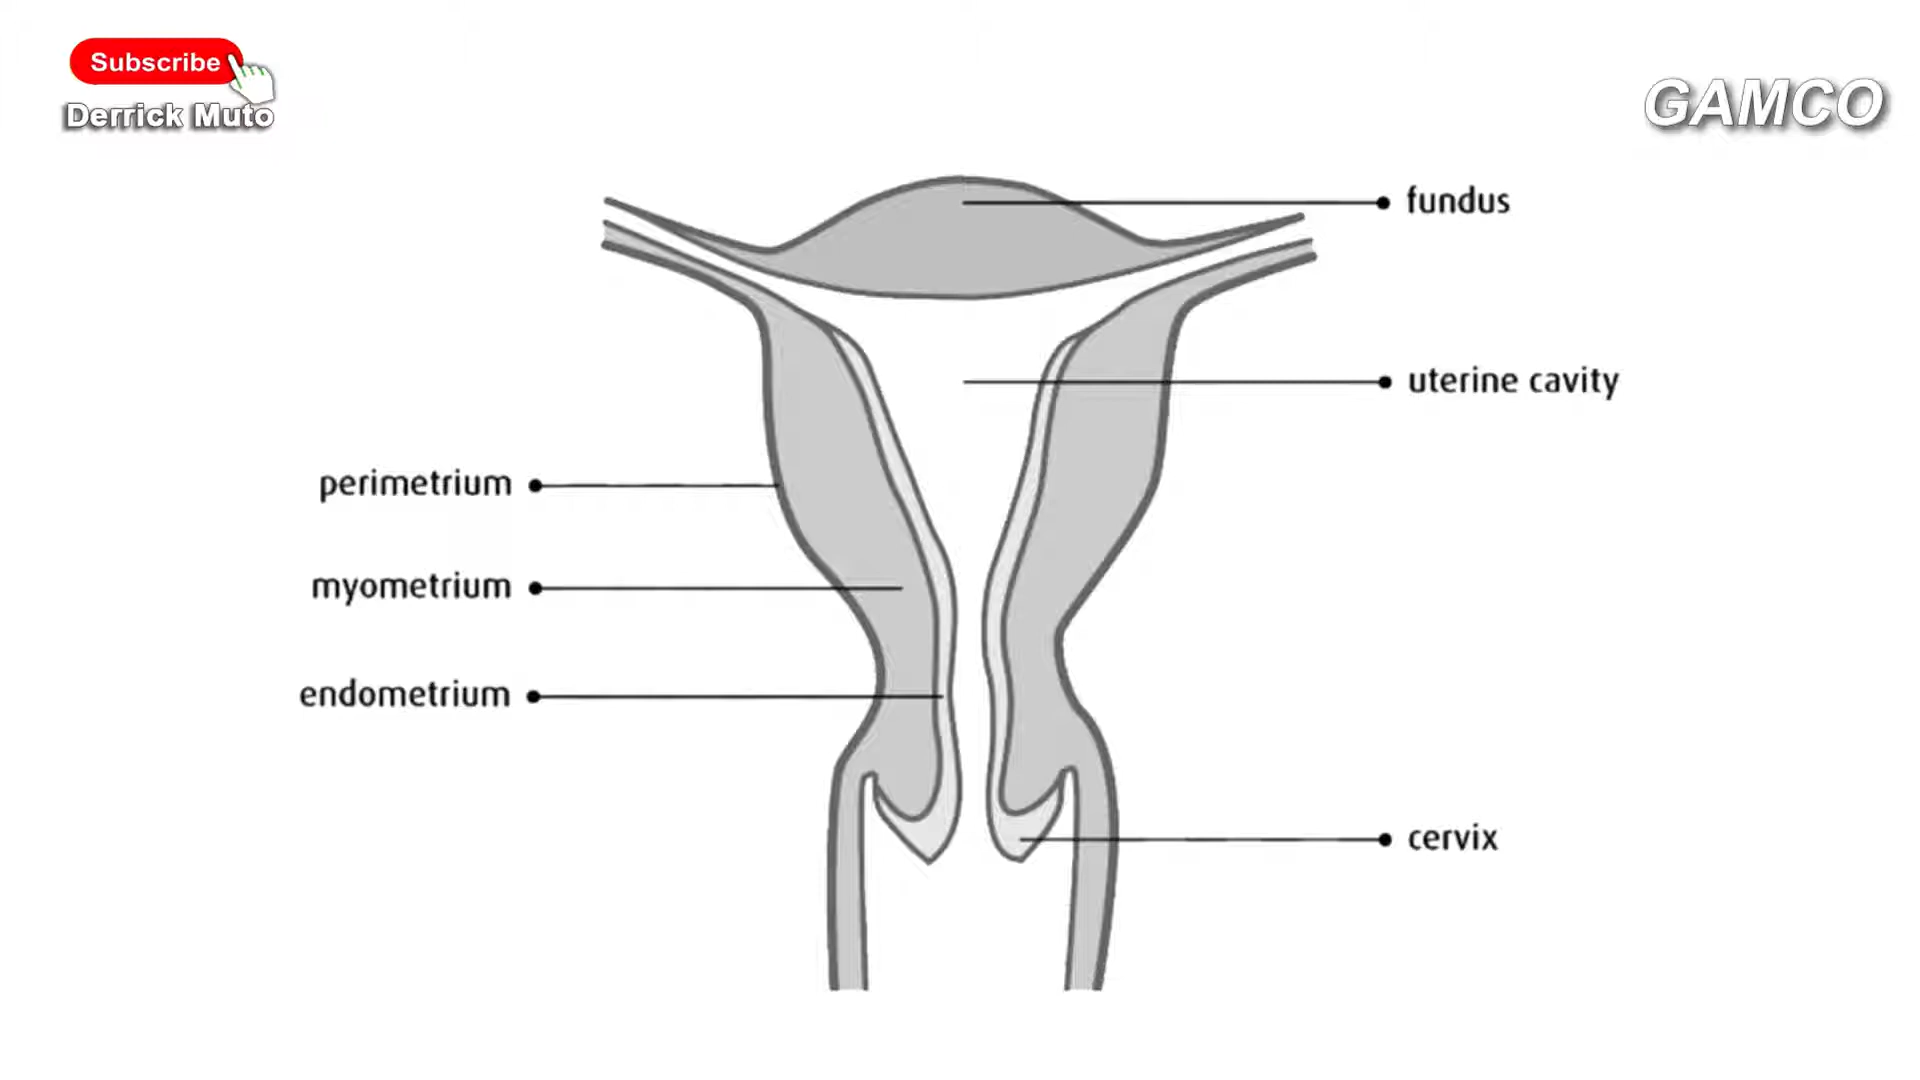 Subscribe
Derrick Muto
GAMCO
fundus
uterine cavity
perimetrium
myometrium
endometrium
cervix